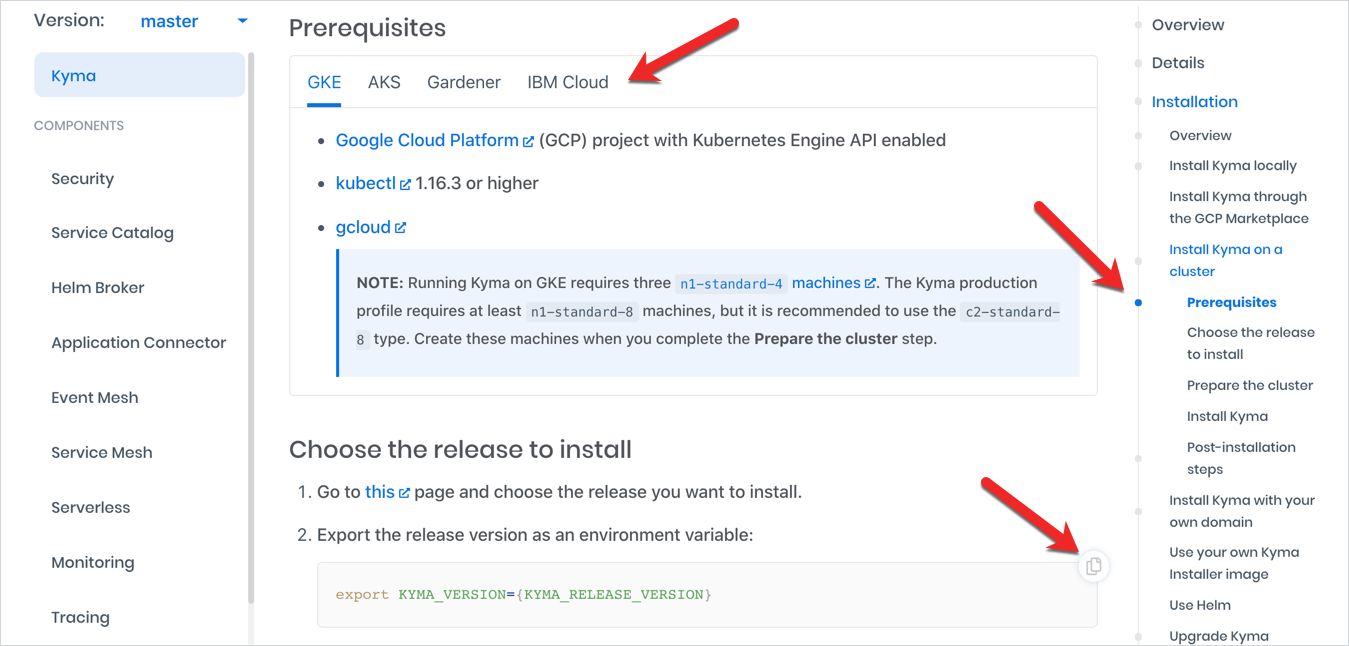 Version: master
Kyma
COMPONENTS
Security
Service Catalog
Helm Broker
Application Connector
Event Mesh
Service Mesh
Serverless
Monitoring
Tracing
Prerequisites
GKE AKS Gardener IBM Cloud
Google Cloud Platform (GCP) project with Kubernetes Engine API enabled
kubectl 1.16.3 or higher
gcloud
NOTE: Running Kyma on GKE requires three n1-standard-4 machines. The Kyma production
profile requires at least n1-standard-8 machines, but it is recommended to use the c2-standard-
8 type. Create these machines when you complete the Prepare the cluster step.
Choose the release to install
1. Go to this page and choose the release you want to install.
2. Export the release version as an environment variable:
export KYMA_VERSION={KYMA_RELEASE_VERSION}
Overview
Details
Installation
Overview
Install Kyma locally
Install Kyma through
the GCP Marketplace
Install Kyma on a
cluster
Prerequisites
Choose the release
to install
Prepare the cluster
Install Kyma
Post-installation
steps
Install Kyma with your
own domain
Use your own Kyma
Installer image
Use Helm
Upgrade Kyma